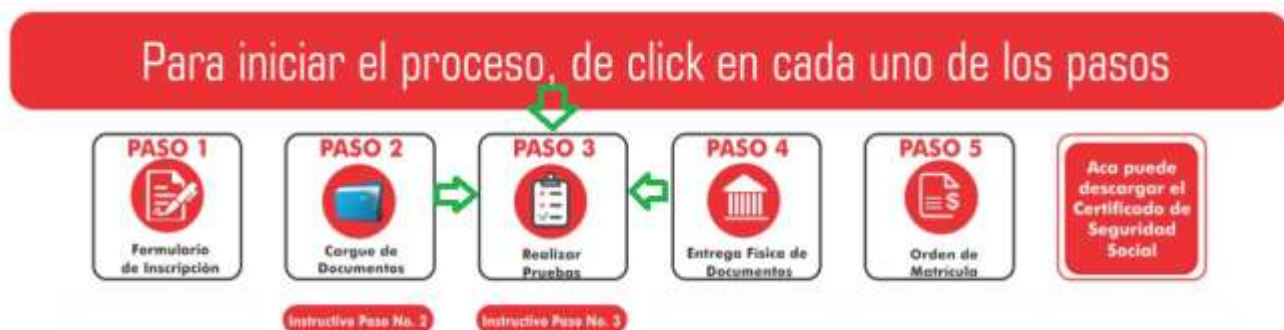 Para iniciar el proceso, de click en cada uno de los pasos
PASO 1
Formulario
de Inscripción
PASO 2
Cargue de
Documentos
Instructivo Paso No. 2
PASO 3
Realizar
Pruebas
Instructivo Paso No. 3
PASO 4
Entrega Física de
Documentos
PASO 5
$
Orden de
Matrícula
Aca puede
descargar el
Certificado de
Seguridad
Social